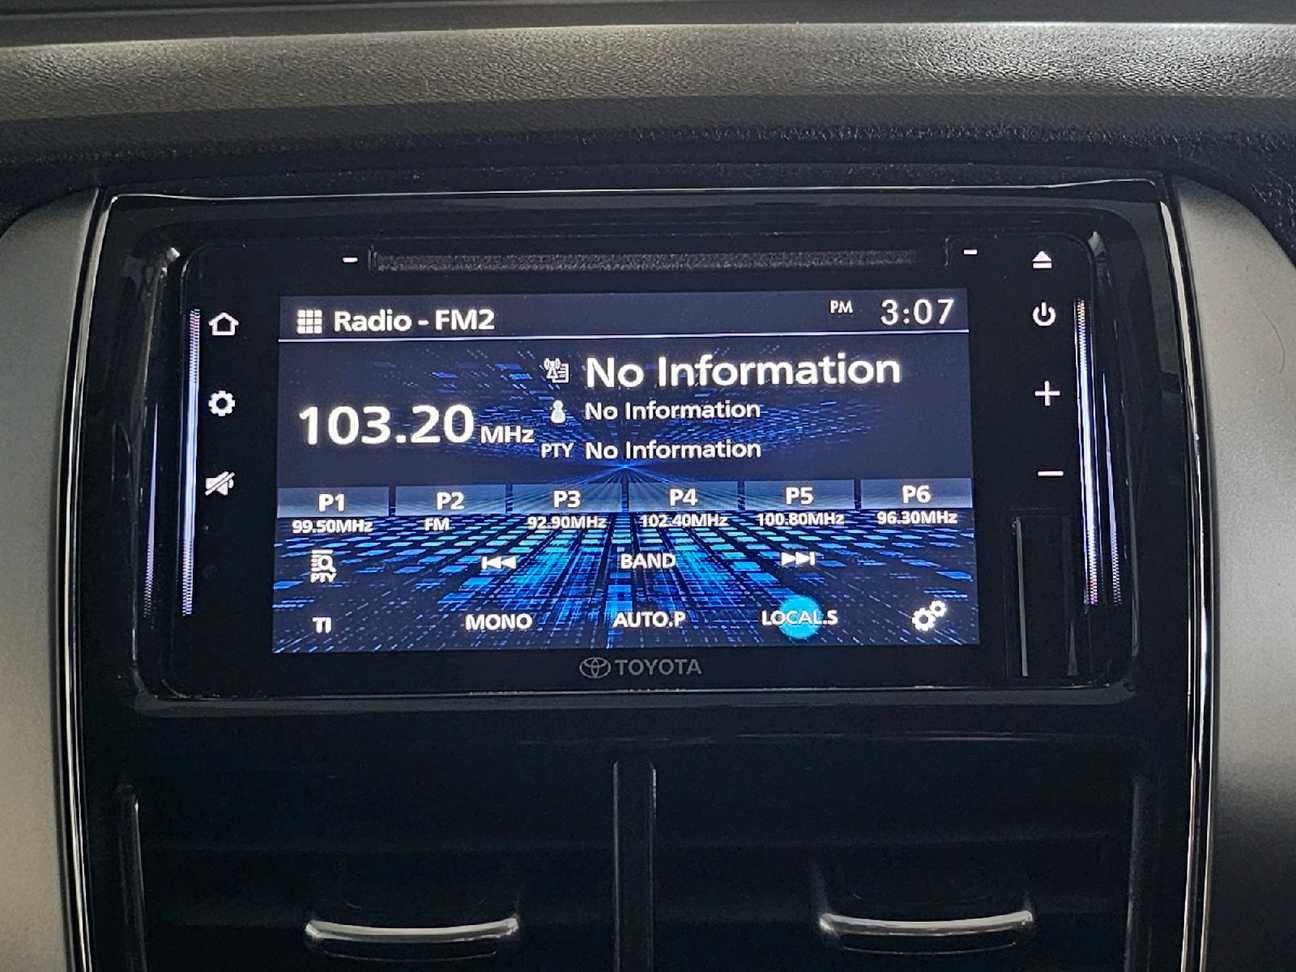 Radio - FM2
PM 3:07
No Information
103.20 MHz
No Information
PTY No Information
P1 P2 P3 P4 P5 P6
99.50MHz FM 92.90MHz 102.40MHz 100.80MHz 96.30MHz
PTY
BAND
TI MONO AUTO.P LOCAL.S
TOYOTA